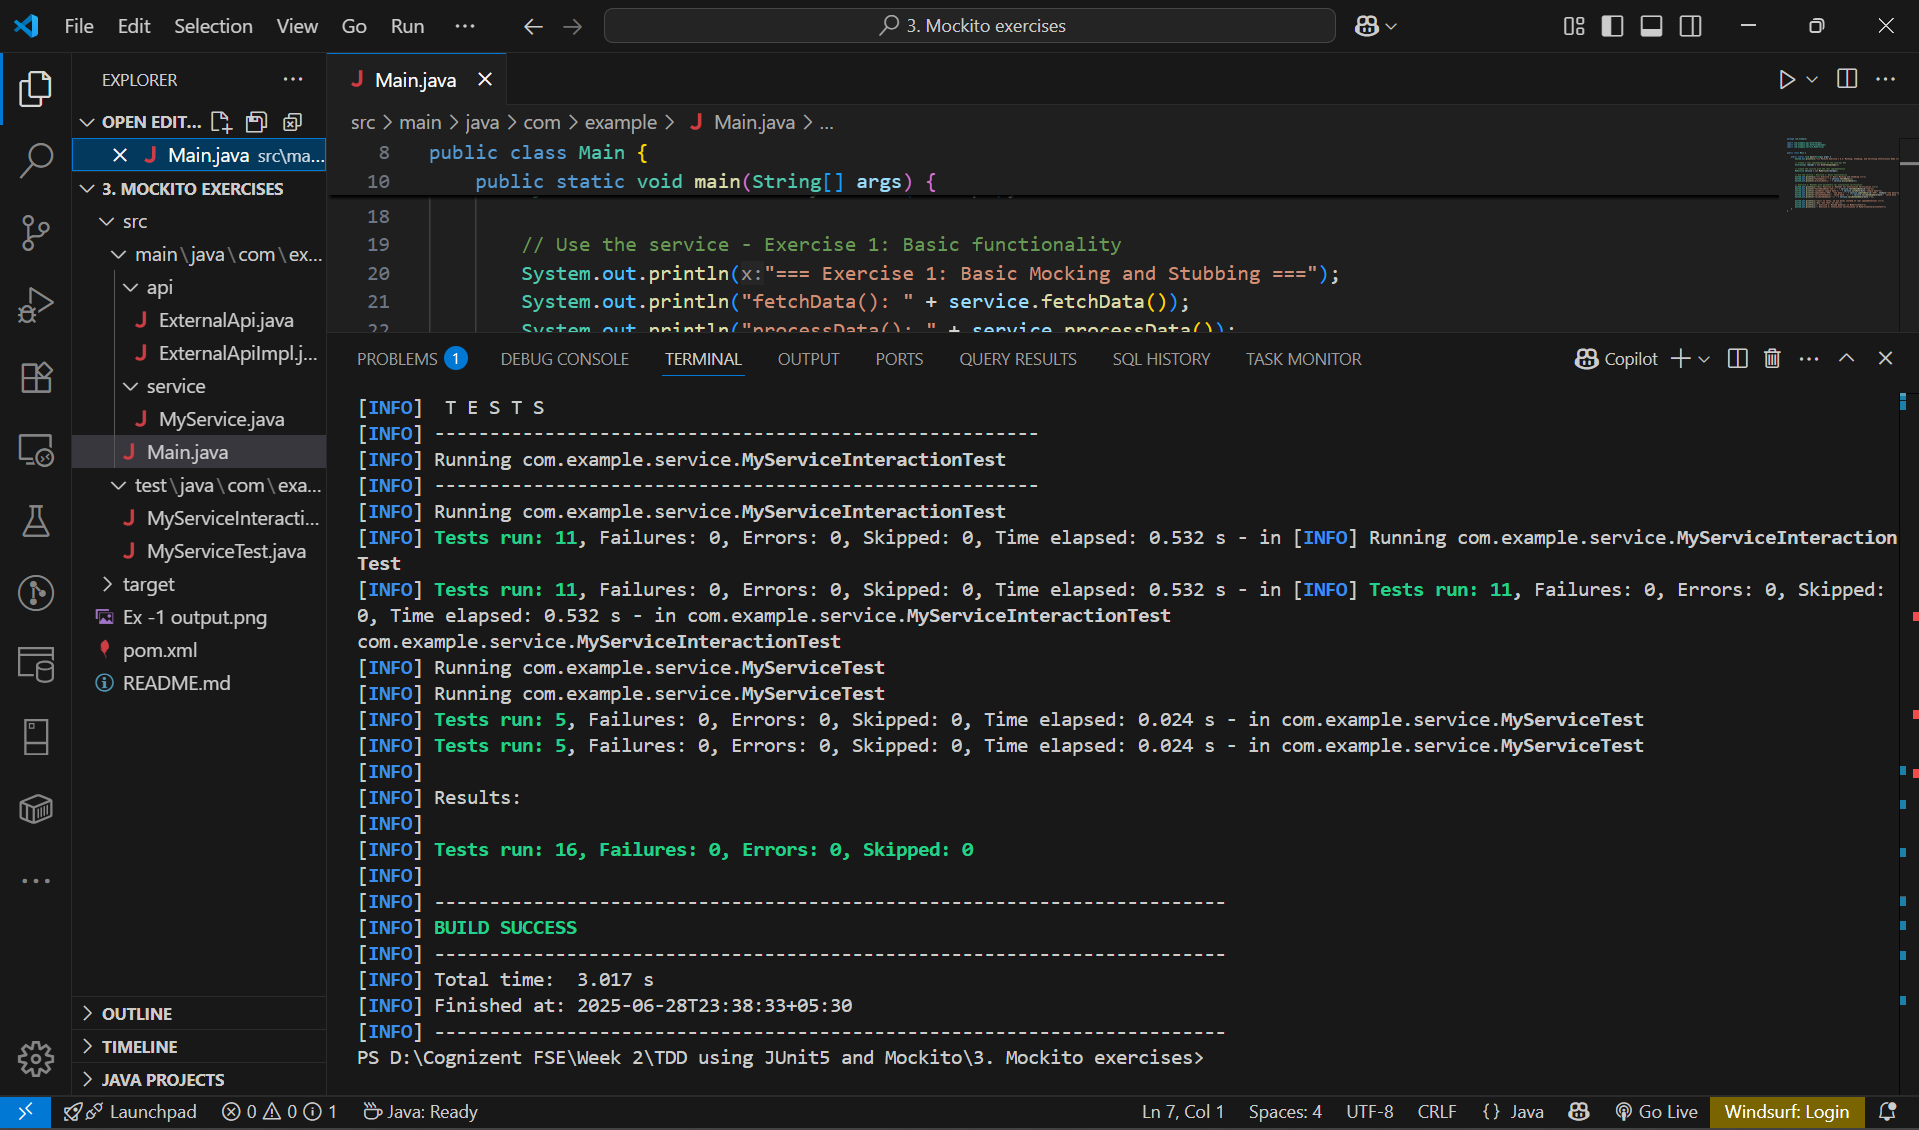 File Edit Selection View Go Run ··· 3. Mockito exercises
EXPLORER
OPEN EDIT...
Main.java src\ma...
3. MOCKITO EXERCISES
src
main\java\com\ex...
api
ExternalApi.java
ExternalApiImpl.j...
service
MyService.java
Main.java
test\java\com\exa...
MyServiceInteracti...
MyServiceTest.java
target
Ex -1 output.png
pom.xml
README.md
OUTLINE
TIMELINE
JAVA PROJECTS
Main.java
src > main > java > com > example > Main.java > ...
8 public class Main {
10 public static void main(String[] args) {
18
19 // Use the service - Exercise 1: Basic functionality
20 System.out.println(x:"=== Exercise 1: Basic Mocking and Stubbing ===");
21 System.out.println("fetchData(): " + service.fetchData());
22 System.out.println("processData(): " + service.processData());
PROBLEMS 1 DEBUG CONSOLE TERMINAL OUTPUT PORTS QUERY RESULTS SQL HISTORY TASK MONITOR Copilot
[INFO]  T E S T S
[INFO] -------------------------------------------------------
[INFO] Running com.example.service.MyServiceInteractionTest
[INFO] -------------------------------------------------------
[INFO] Running com.example.service.MyServiceInteractionTest
[INFO] Tests run: 11, Failures: 0, Errors: 0, Skipped: 0, Time elapsed: 0.532 s - in [INFO] Running com.example.service.MyServiceInteraction
Test
[INFO] Tests run: 11, Failures: 0, Errors: 0, Skipped: 0, Time elapsed: 0.532 s - in [INFO] Tests run: 11, Failures: 0, Errors: 0, Skipped:
0, Time elapsed: 0.532 s - in com.example.service.MyServiceInteractionTest
com.example.service.MyServiceInteractionTest
[INFO] Running com.example.service.MyServiceTest
[INFO] Running com.example.service.MyServiceTest
[INFO] Tests run: 5, Failures: 0, Errors: 0, Skipped: 0, Time elapsed: 0.024 s - in com.example.service.MyServiceTest
[INFO] Tests run: 5, Failures: 0, Errors: 0, Skipped: 0, Time elapsed: 0.024 s - in com.example.service.MyServiceTest
[INFO]
[INFO] Results:
[INFO]
[INFO] Tests run: 16, Failures: 0, Errors: 0, Skipped: 0
[INFO]
[INFO] ------------------------------------------------------------------------
[INFO] BUILD SUCCESS
[INFO] ------------------------------------------------------------------------
[INFO] Total time:  3.017 s
[INFO] Finished at: 2025-06-28T23:38:33+05:30
[INFO] ------------------------------------------------------------------------
PS D:\Cognizent FSE\Week 2\TDD using JUnit5 and Mockito\3. Mockito exercises>
Launchpad 0 0 1 Java: Ready Ln 7, Col 1 Spaces: 4 UTF-8 CRLF {} Java Go Live Windsurf: Login